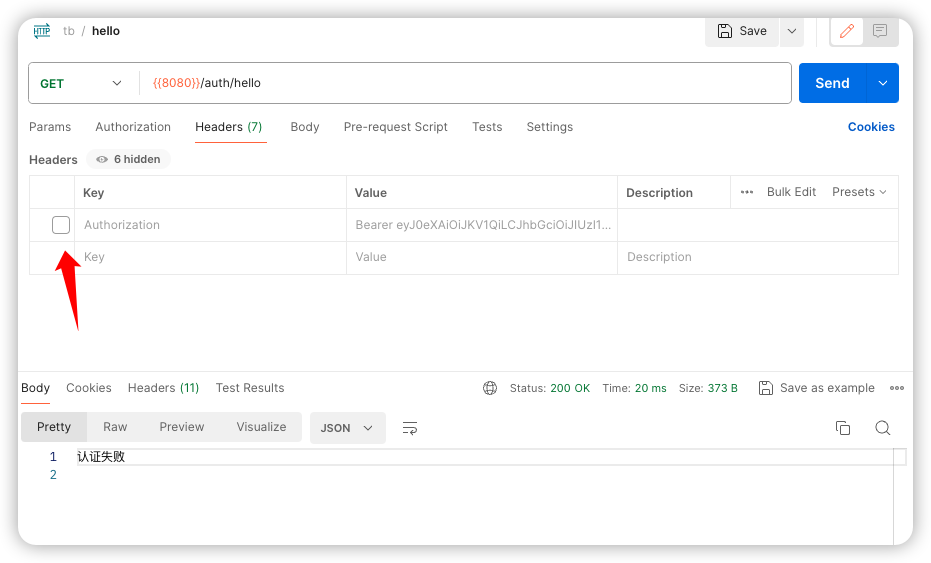 HTTP tb / hello Save
GET {{8080}}/auth/hello Send
Params Authorization Headers (7) Body Pre-request Script Tests Settings Cookies
Headers 6 hidden
Key Value Description ••• Bulk Edit Presets
Authorization Bearer eyJ0eXAiOiJKV1QiLCJhbGciOiJIUzI1...
Key Value Description
Body Cookies Headers (11) Test Results Status: 200 OK Time: 20 ms Size: 373 B Save as example •••
Pretty Raw Preview Visualize JSON
1 认证失败
2